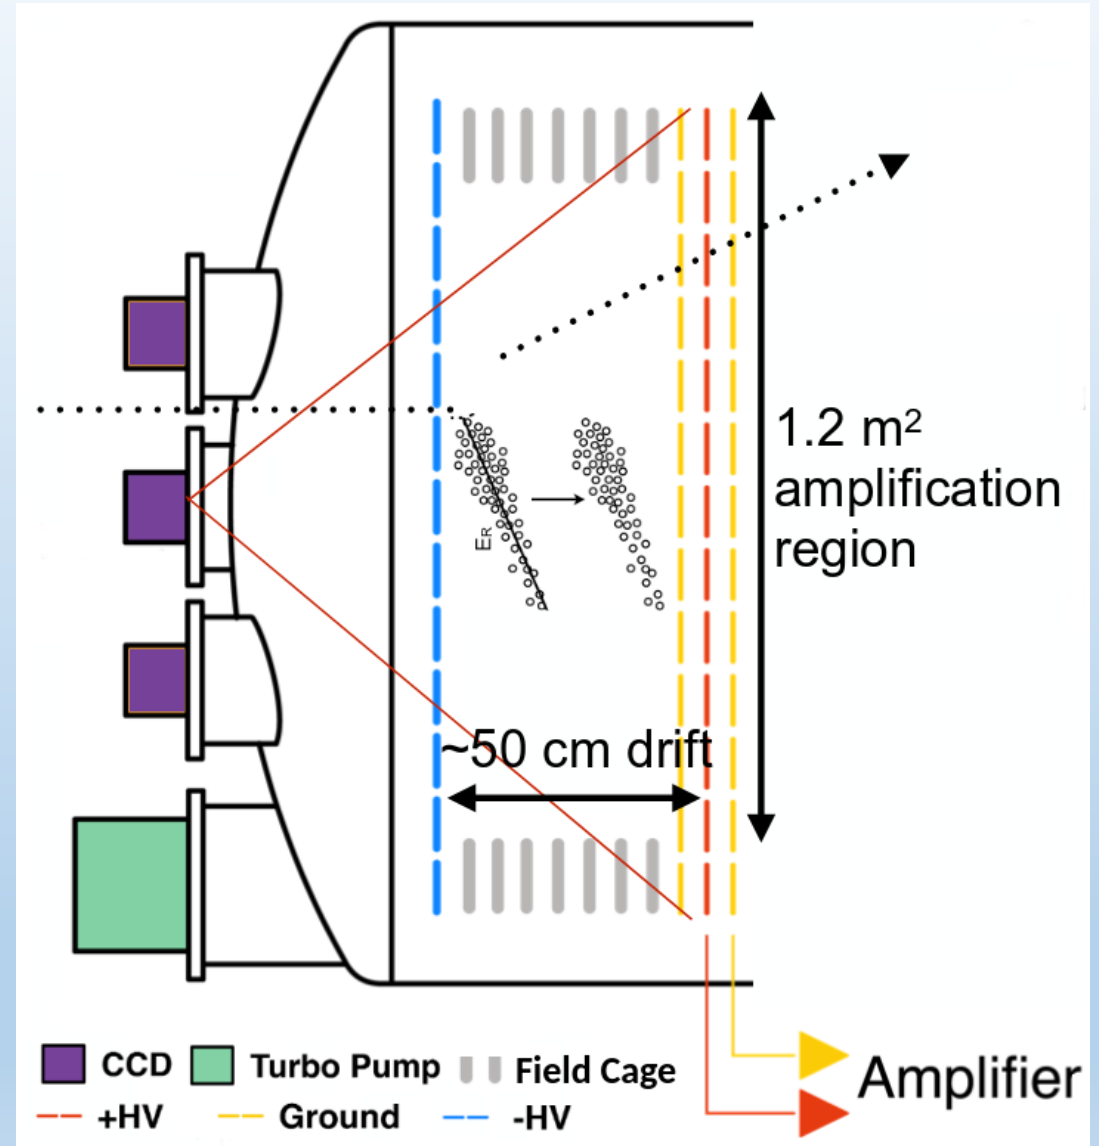 E_R
1.2 m²
amplification
region
~50 cm drift
CCD Turbo Pump Field Cage
+HV Ground -HV
Amplifier